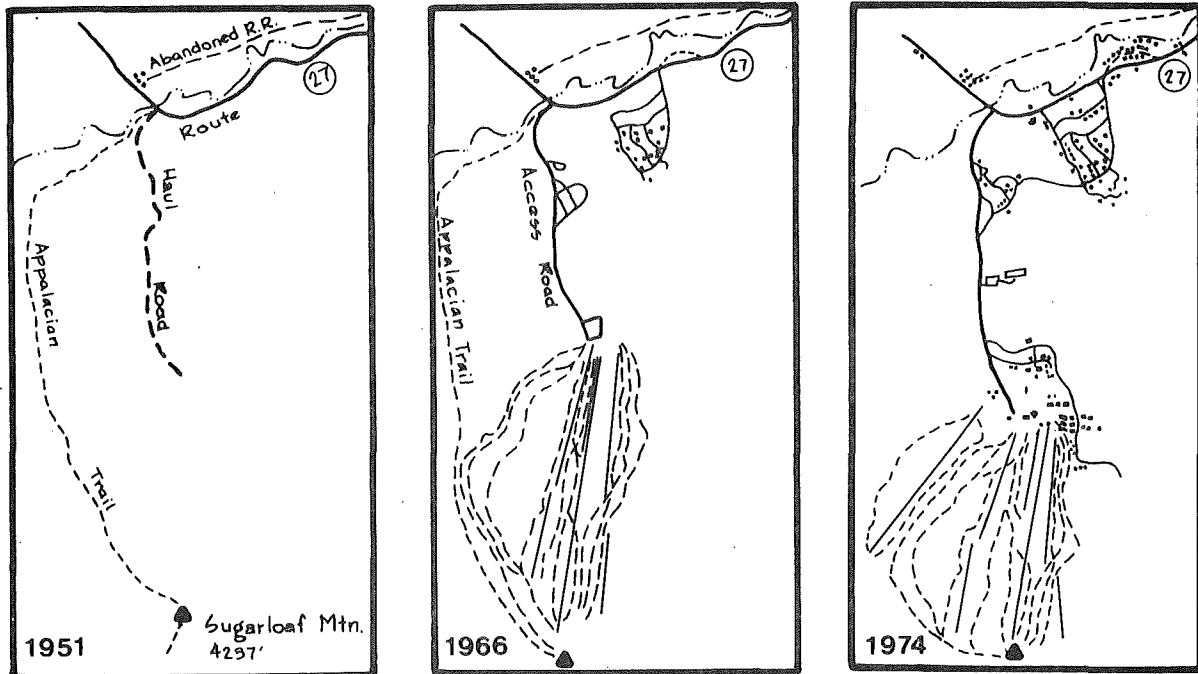 Abandoned R.R.
27
Route
Haul
Road
Appalacian
Trail
Sugarloaf Mtn.
4237'
1951
27
Access
Road
Appalacian Trail
1966
27
1974